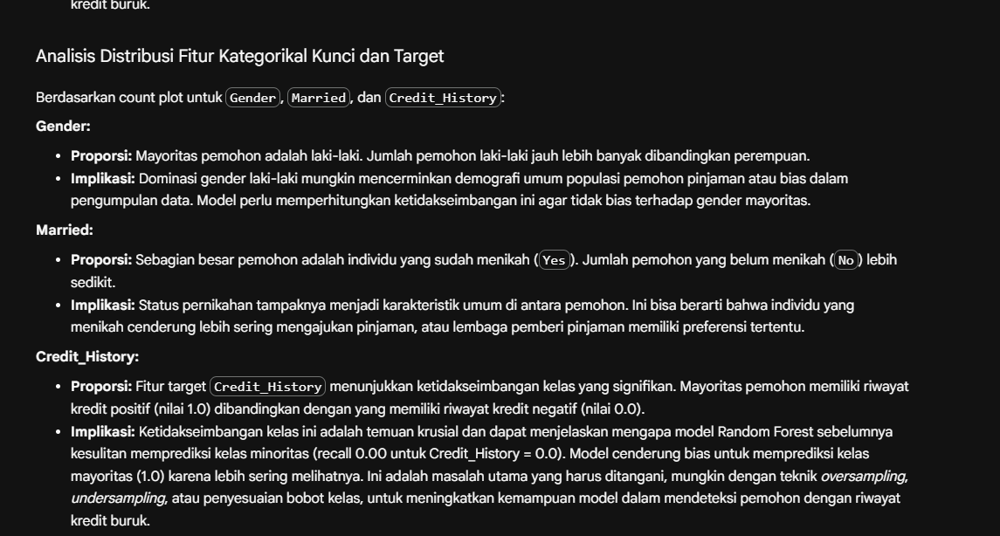 kredit buruk.
Analisis Distribusi Fitur Kategorikal Kunci dan Target
Berdasarkan count plot untuk Gender, Married, dan Credit_History:
Gender:
• Proporsi: Mayoritas pemohon adalah laki-laki. Jumlah pemohon laki-laki jauh lebih banyak dibandingkan perempuan.
• Implikasi: Dominasi gender laki-laki mungkin mencerminkan demografi umum populasi pemohon pinjaman atau bias dalam
pengumpulan data. Model perlu memperhitungkan ketidakseimbangan ini agar tidak bias terhadap gender mayoritas.
Married:
• Proporsi: Sebagian besar pemohon adalah individu yang sudah menikah (Yes). Jumlah pemohon yang belum menikah (No) lebih
sedikit.
• Implikasi: Status pernikahan tampaknya menjadi karakteristik umum di antara pemohon. Ini bisa berarti bahwa individu yang
menikah cenderung lebih sering mengajukan pinjaman, atau lembaga pemberi pinjaman memiliki preferensi tertentu.
Credit_History:
• Proporsi: Fitur target Credit_History menunjukkan ketidakseimbangan kelas yang signifikan. Mayoritas pemohon memiliki riwayat
kredit positif (nilai 1.0) dibandingkan dengan yang memiliki riwayat kredit negatif (nilai 0.0).
• Implikasi: Ketidakseimbangan kelas ini adalah temuan krusial dan dapat menjelaskan mengapa model Random Forest sebelumnya
kesulitan memprediksi kelas minoritas (recall 0.00 untuk Credit_History = 0.0). Model cenderung bias untuk memprediksi kelas
mayoritas (1.0) karena lebih sering melihatnya. Ini adalah masalah utama yang harus ditangani, mungkin dengan teknik oversampling,
undersampling, atau penyesuaian bobot kelas, untuk meningkatkan kemampuan model dalam mendeteksi pemohon dengan riwayat
kredit buruk.